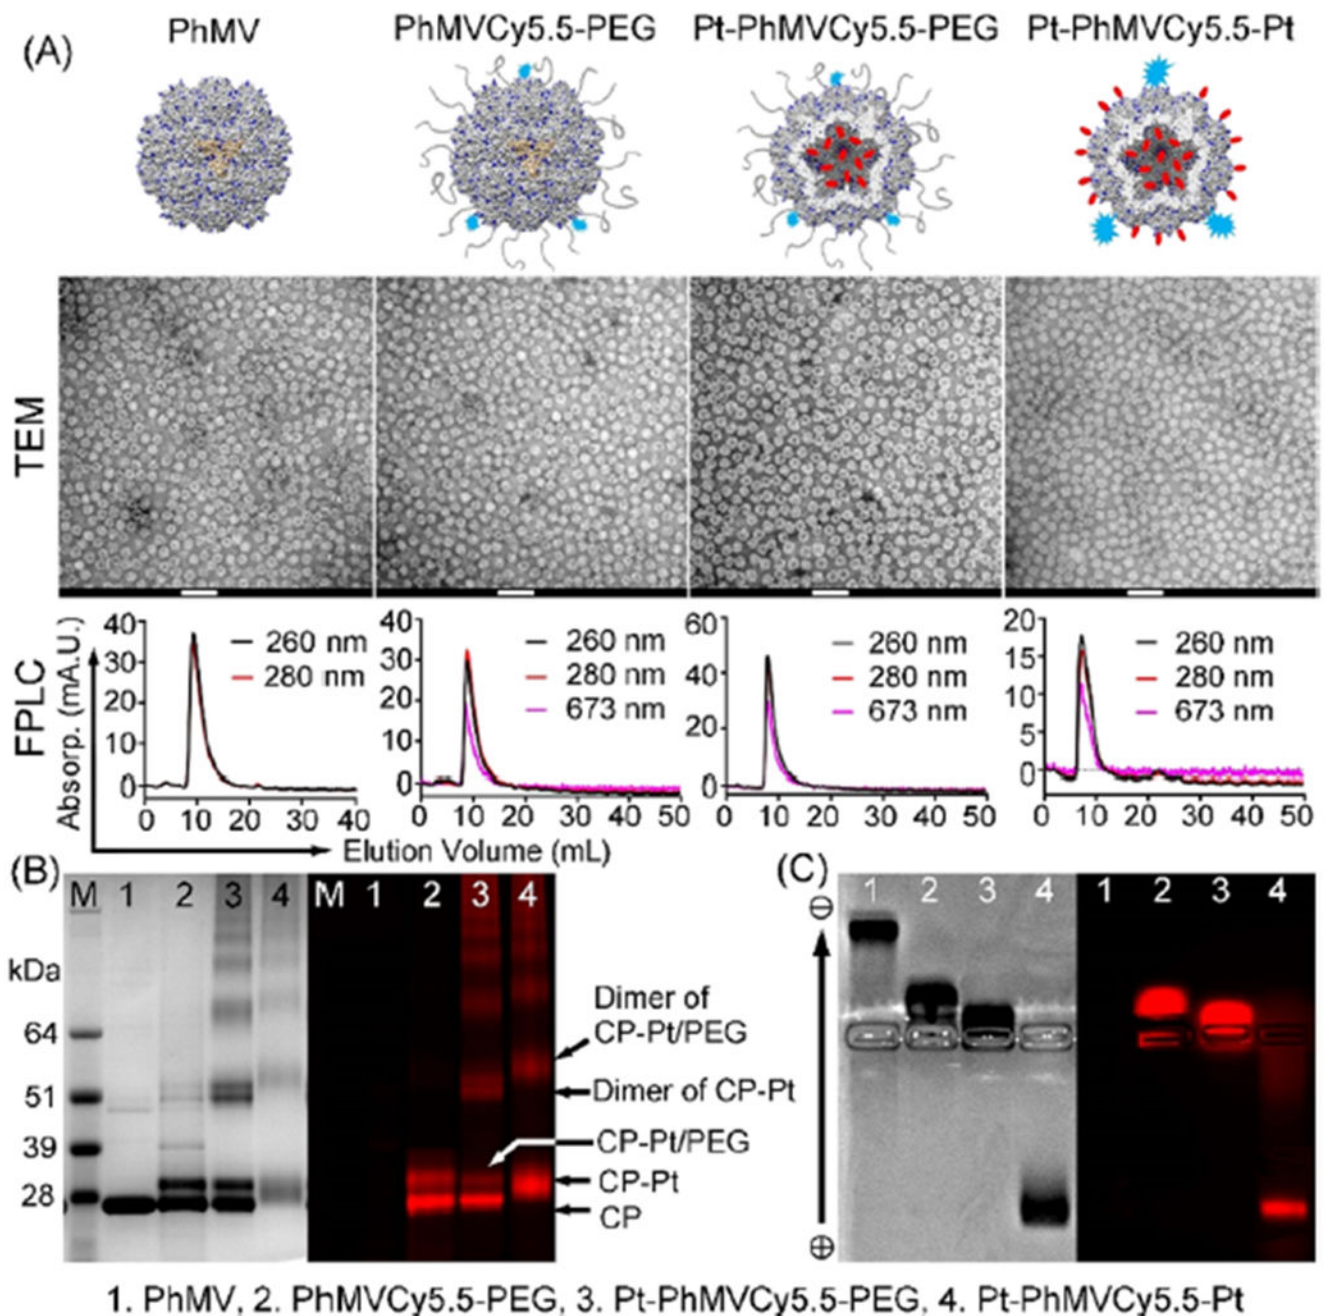 (A)
PhMV PhMVCy5.5-PEG Pt-PhMVCy5.5-PEG Pt-PhMVCy5.5-Pt
TEM
FPLC
Absorp. (mA.U.)
40 30 20 10 0
260 nm
280 nm
0 10 20 30 40
40 30 20 10 0
260 nm
280 nm
673 nm
0 10 20 30 40 50
60 40 20 0
260 nm
280 nm
673 nm
0 10 20 30 40 50
20 15 10 5 0
260 nm
280 nm
673 nm
0 10 20 30 40 50
Elution Volume (mL)
(B)
M 1 2 3 4 M 1 2 3 4
kDa
64
51
39
28
Dimer of
CP-Pt/PEG
Dimer of CP-Pt
CP-Pt/PEG
CP-Pt
CP
(C)
⊖
⊕
1 2 3 4 1 2 3 4
1. PhMV, 2. PhMVCy5.5-PEG, 3. Pt-PhMVCy5.5-PEG, 4. Pt-PhMVCy5.5-Pt